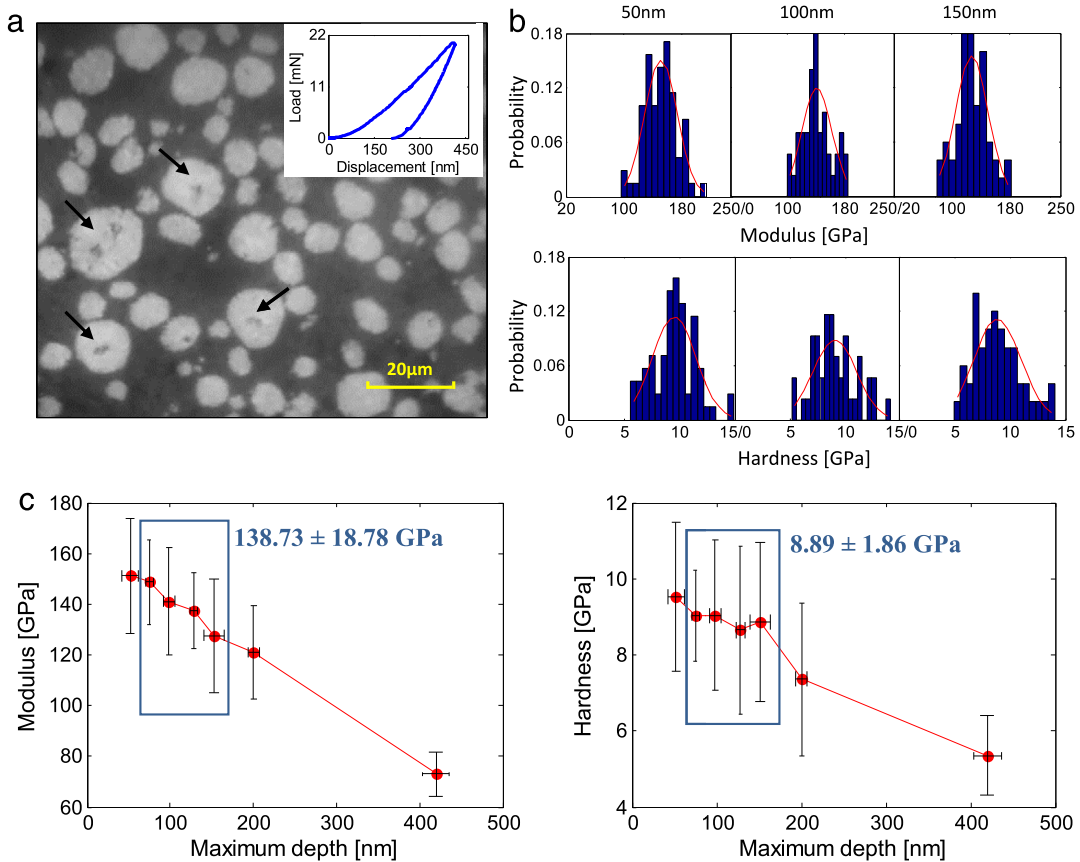 a
22
11
0
Load [mN]
0 150 300 450
Displacement [nm]
20μm
b
50nm 100nm 150nm
0.18
0.12
0.06
0
Probability
20 100 180 250/0 100 180 250/20 100 180 250
Modulus [GPa]
0.18
0.12
0.06
0
Probability
0 5 10 15/0 5 10 15/0 5 10 15
Hardness [GPa]
c
180
160
140
120
100
80
60
Modulus [GPa]
138.73 ± 18.78 GPa
0 100 200 300 400 500
Maximum depth [nm]
12
10
8
6
4
Hardness [GPa]
8.89 ± 1.86 GPa
0 100 200 300 400 500
Maximum depth [nm]